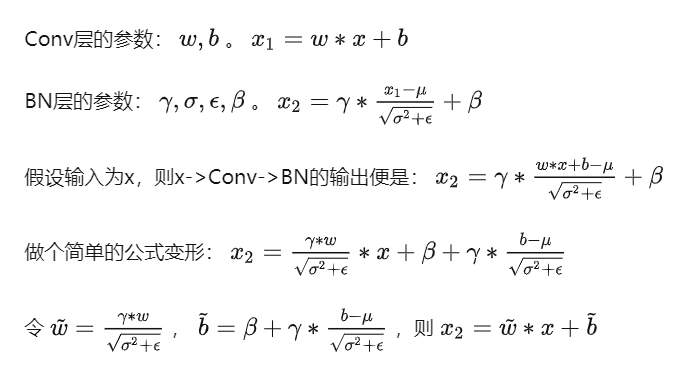 Conv层的参数： $w, b$ 。 $x_1 = w * x + b$
BN层的参数： $\gamma, \sigma, \epsilon, \beta$ 。 $x_2 = \gamma * \frac{x_1 - \mu}{\sqrt{\sigma^2 + \epsilon}} + \beta$
假设输入为x，则x->Conv->BN的输出便是： $x_2 = \gamma * \frac{w * x + b - \mu}{\sqrt{\sigma^2 + \epsilon}} + \beta$
做个简单的公式变形： $x_2 = \frac{\gamma * w}{\sqrt{\sigma^2 + \epsilon}} * x + \beta + \gamma * \frac{b - \mu}{\sqrt{\sigma^2 + \epsilon}}$
令 $\tilde{w} = \frac{\gamma * w}{\sqrt{\sigma^2 + \epsilon}}$ ， $\tilde{b} = \beta + \gamma * \frac{b - \mu}{\sqrt{\sigma^2 + \epsilon}}$ ，则 $x_2 = \tilde{w} * x + \tilde{b}$